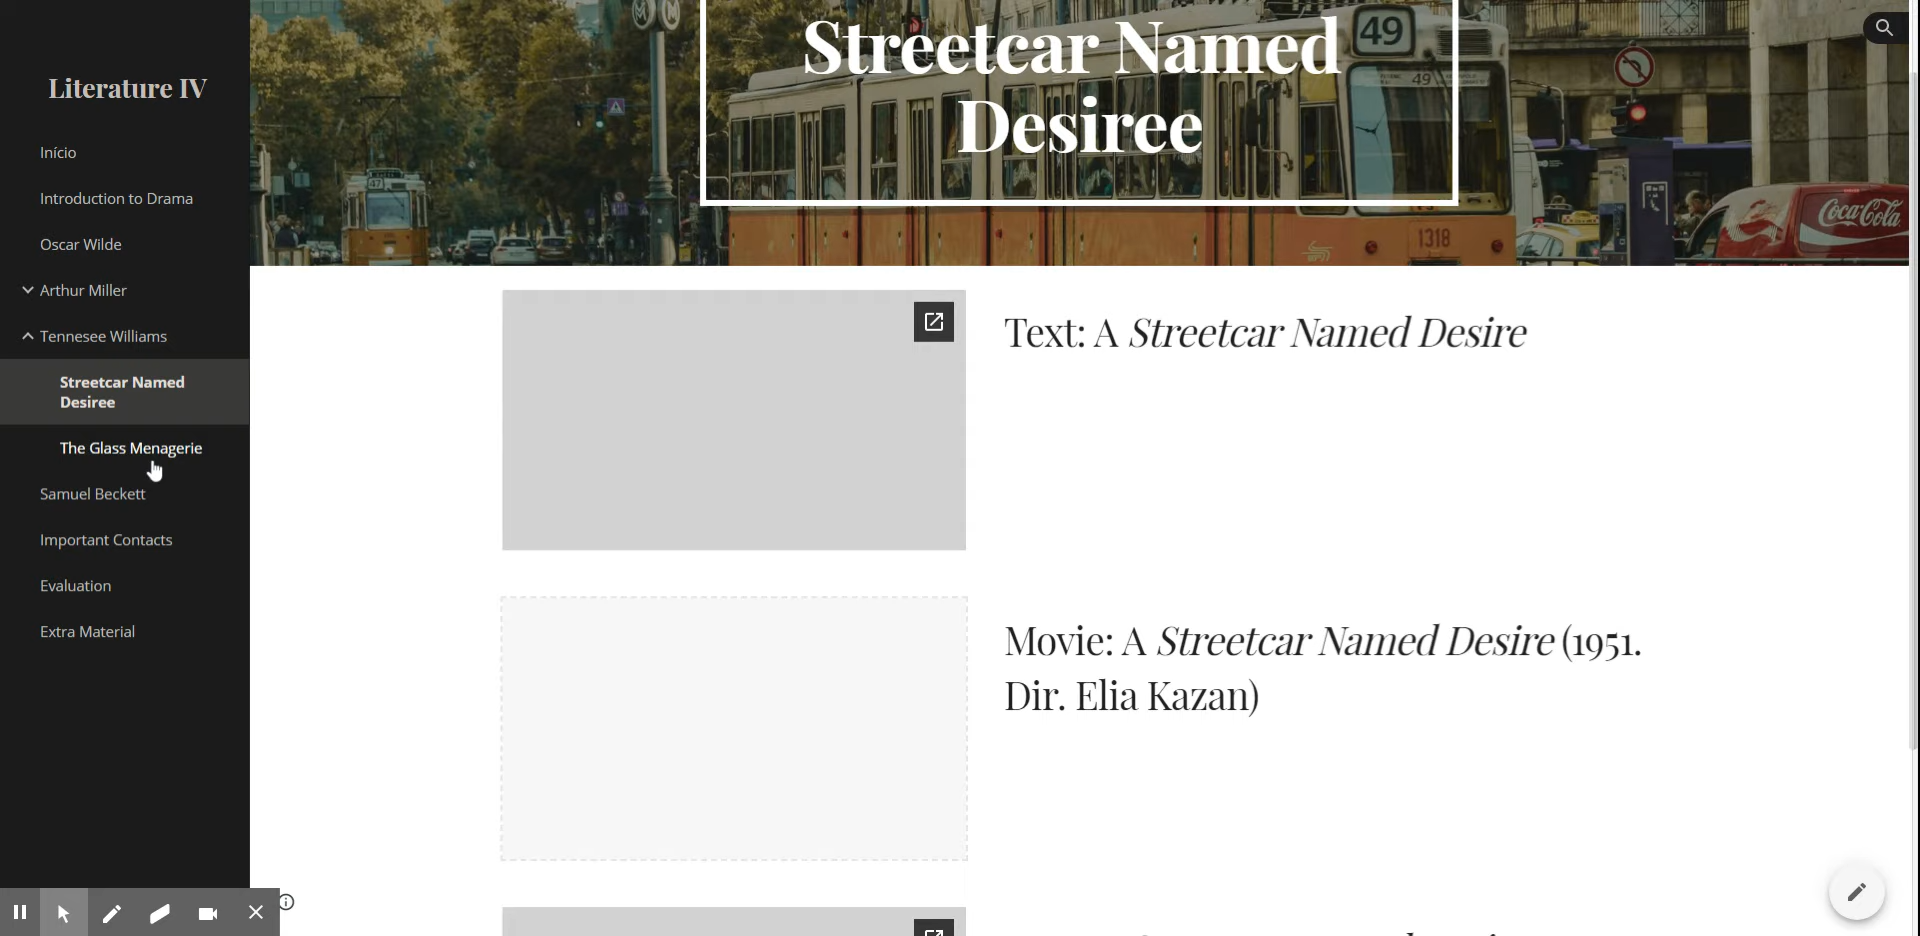 Literature IV
Início
Introduction to Drama
Oscar Wilde
Arthur Miller
Tennesee Williams
Streetcar Named
Desiree
The Glass Menagerie
Samuel Beckett
Important Contacts
Evaluation
Extra Material
Streetcar Named
Desiree
49
49
47
1318
Coca-Cola
Text: A Streetcar Named Desire
Movie: A Streetcar Named Desire (1951.
Dir. Elia Kazan)